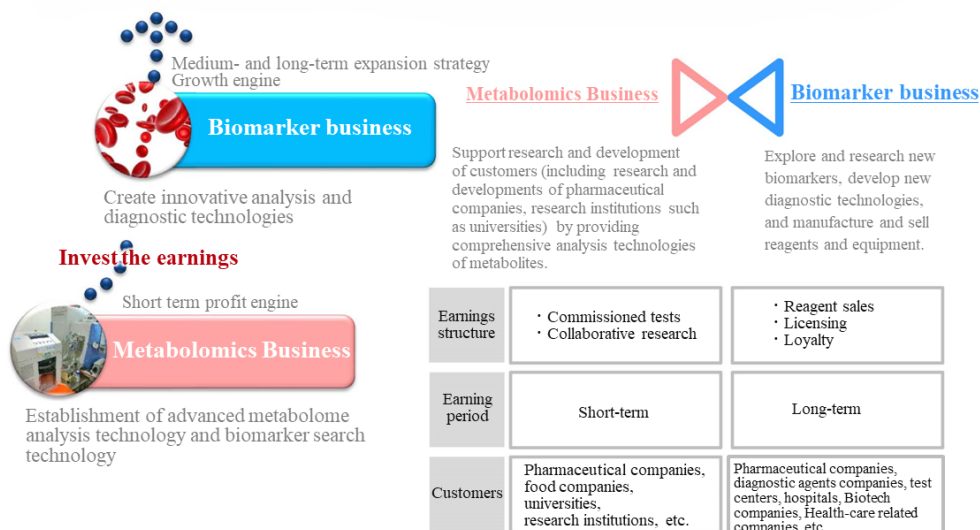 Medium- and long-term expansion strategy
Growth engine
Biomarker business
Create innovative analysis and
diagnostic technologies
Invest the earnings
Short term profit engine
Metabolomics Business
Establishment of advanced metabolome
analysis technology and biomarker search
technology
Metabolomics Business
Biomarker business
Support research and development
of customers (including research and
developments of pharmaceutical
companies, research institutions such
as universities) by providing
comprehensive analysis technologies
of metabolites.
Explore and research new
biomarkers, develop new
diagnostic technologies,
and manufacture and sell
reagents and equipment.
Earnings
structure
・Commissioned tests
・Collaborative research
・Reagent sales
・Licensing
・Loyalty
Earning
period
Short-term
Long-term
Customers
Pharmaceutical companies,
food companies,
universities,
research institutions, etc.
Pharmaceutical companies,
diagnostic agents companies, test
centers, hospitals, Biotech
companies, Health-care related
companies, etc.